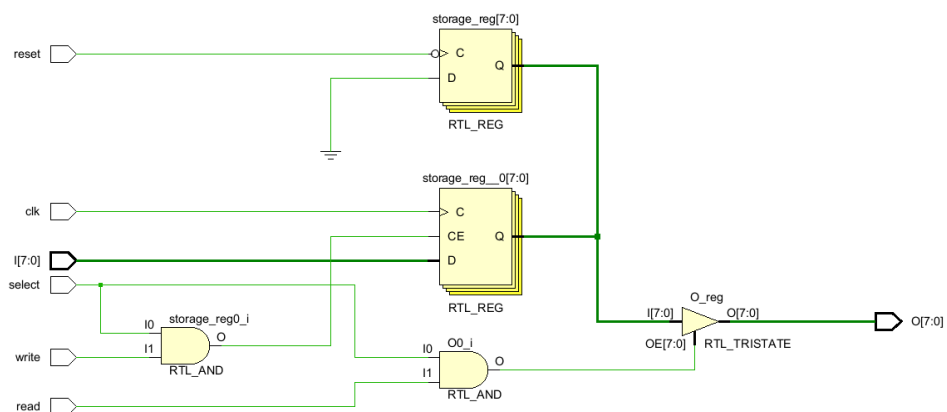 storage_reg[7:0]
reset
C
Q
D
RTL_REG
storage_reg__0[7:0]
clk
C
CE
Q
I[7:0]
D
select
RTL_REG
O_reg
storage_reg0_i
I[7:0]
O[7:0]
O[7:0]
I0
O
OE[7:0]
RTL_TRISTATE
write
I1
O0_i
I0
O
RTL_AND
I1
RTL_AND
read